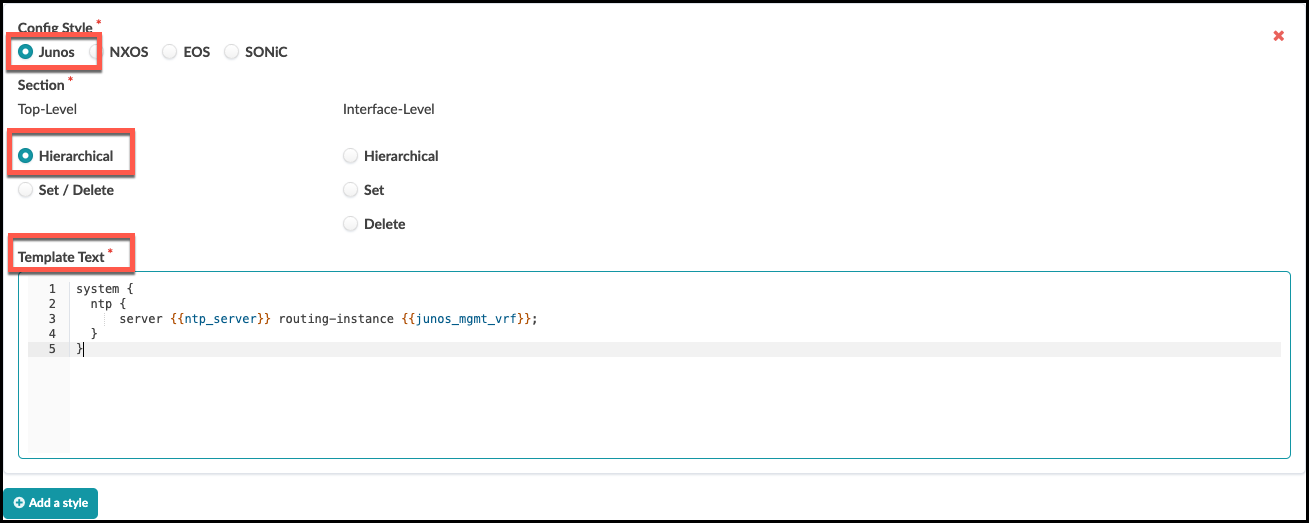 Config Style *
Junos NXOS EOS SONiC
Section *
Top-Level Interface-Level
Hierarchical Hierarchical
Set / Delete Set
Delete
Template Text *
1 system {
2   ntp {
3       server {{ntp_server}} routing-instance {{junos_mgmt_vrf}};
4   }
5 }
Add a style